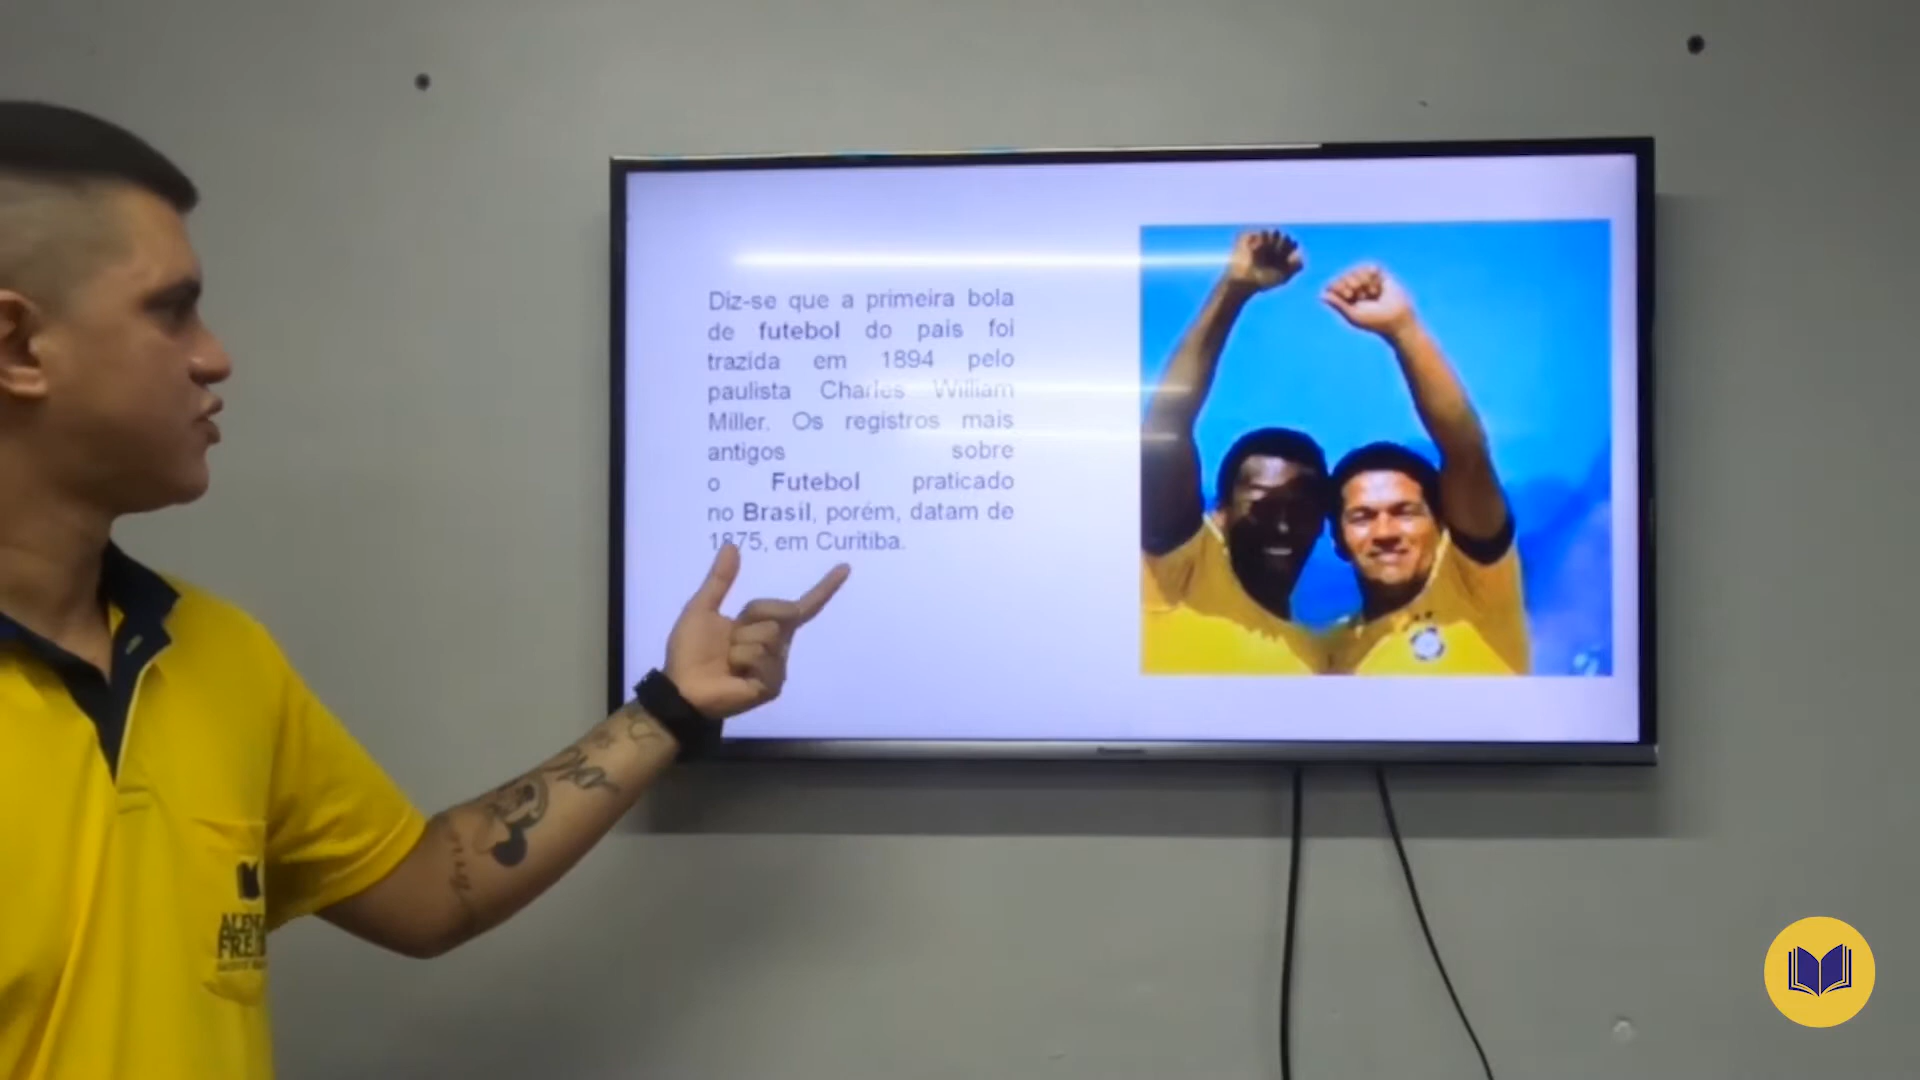 Diz-se que a primeira bola
de futebol do pais foi
trazida em 1894 pelo
paulista Charles William
Miller. Os registros mais
antigos sobre
o Futebol praticado
no Brasil, porém, datam de
1875, em Curitiba.